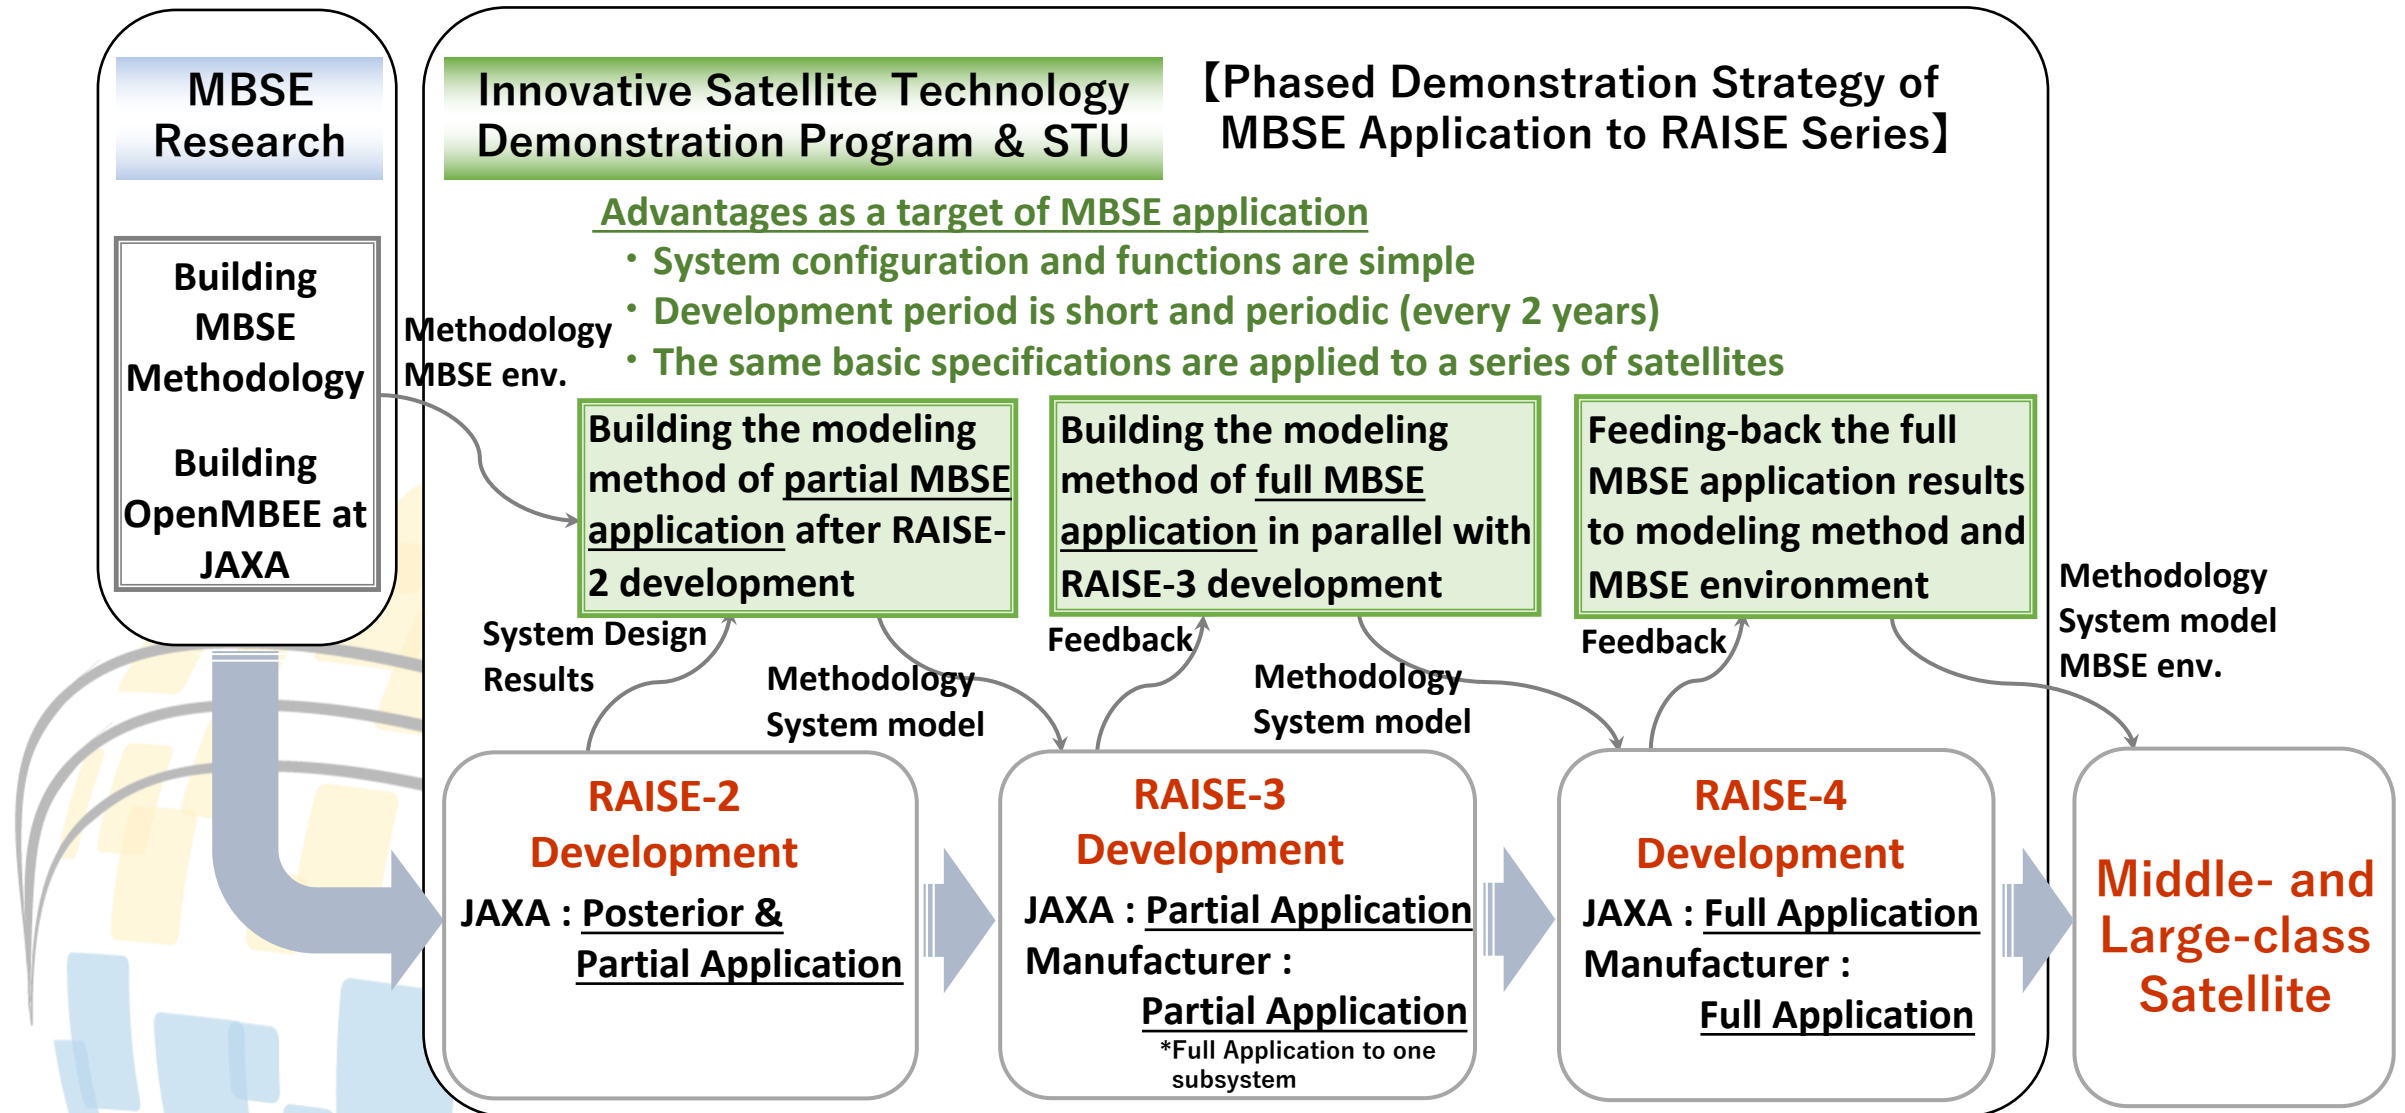 MBSE
Research
Building
MBSE
Methodology
Building
OpenMBEE at
JAXA
Innovative Satellite Technology
Demonstration Program & STU
【Phased Demonstration Strategy of
MBSE Application to RAISE Series】
Advantages as a target of MBSE application
・System configuration and functions are simple
・Development period is short and periodic (every 2 years)
・The same basic specifications are applied to a series of satellites
Methodology
MBSE env.
Building the modeling
method of partial MBSE
application after RAISE-
2 development
Building the modeling
method of full MBSE
application in parallel with
RAISE-3 development
Feeding-back the full
MBSE application results
to modeling method and
MBSE environment
System Design
Results
Methodology
System model
Feedback
Methodology
System model
Feedback
Methodology
System model
MBSE env.
RAISE-2
Development
JAXA : Posterior &
Partial Application
RAISE-3
Development
JAXA : Partial Application
Manufacturer :
Partial Application
*Full Application to one
subsystem
RAISE-4
Development
JAXA : Full Application
Manufacturer :
Full Application
Middle- and
Large-class
Satellite